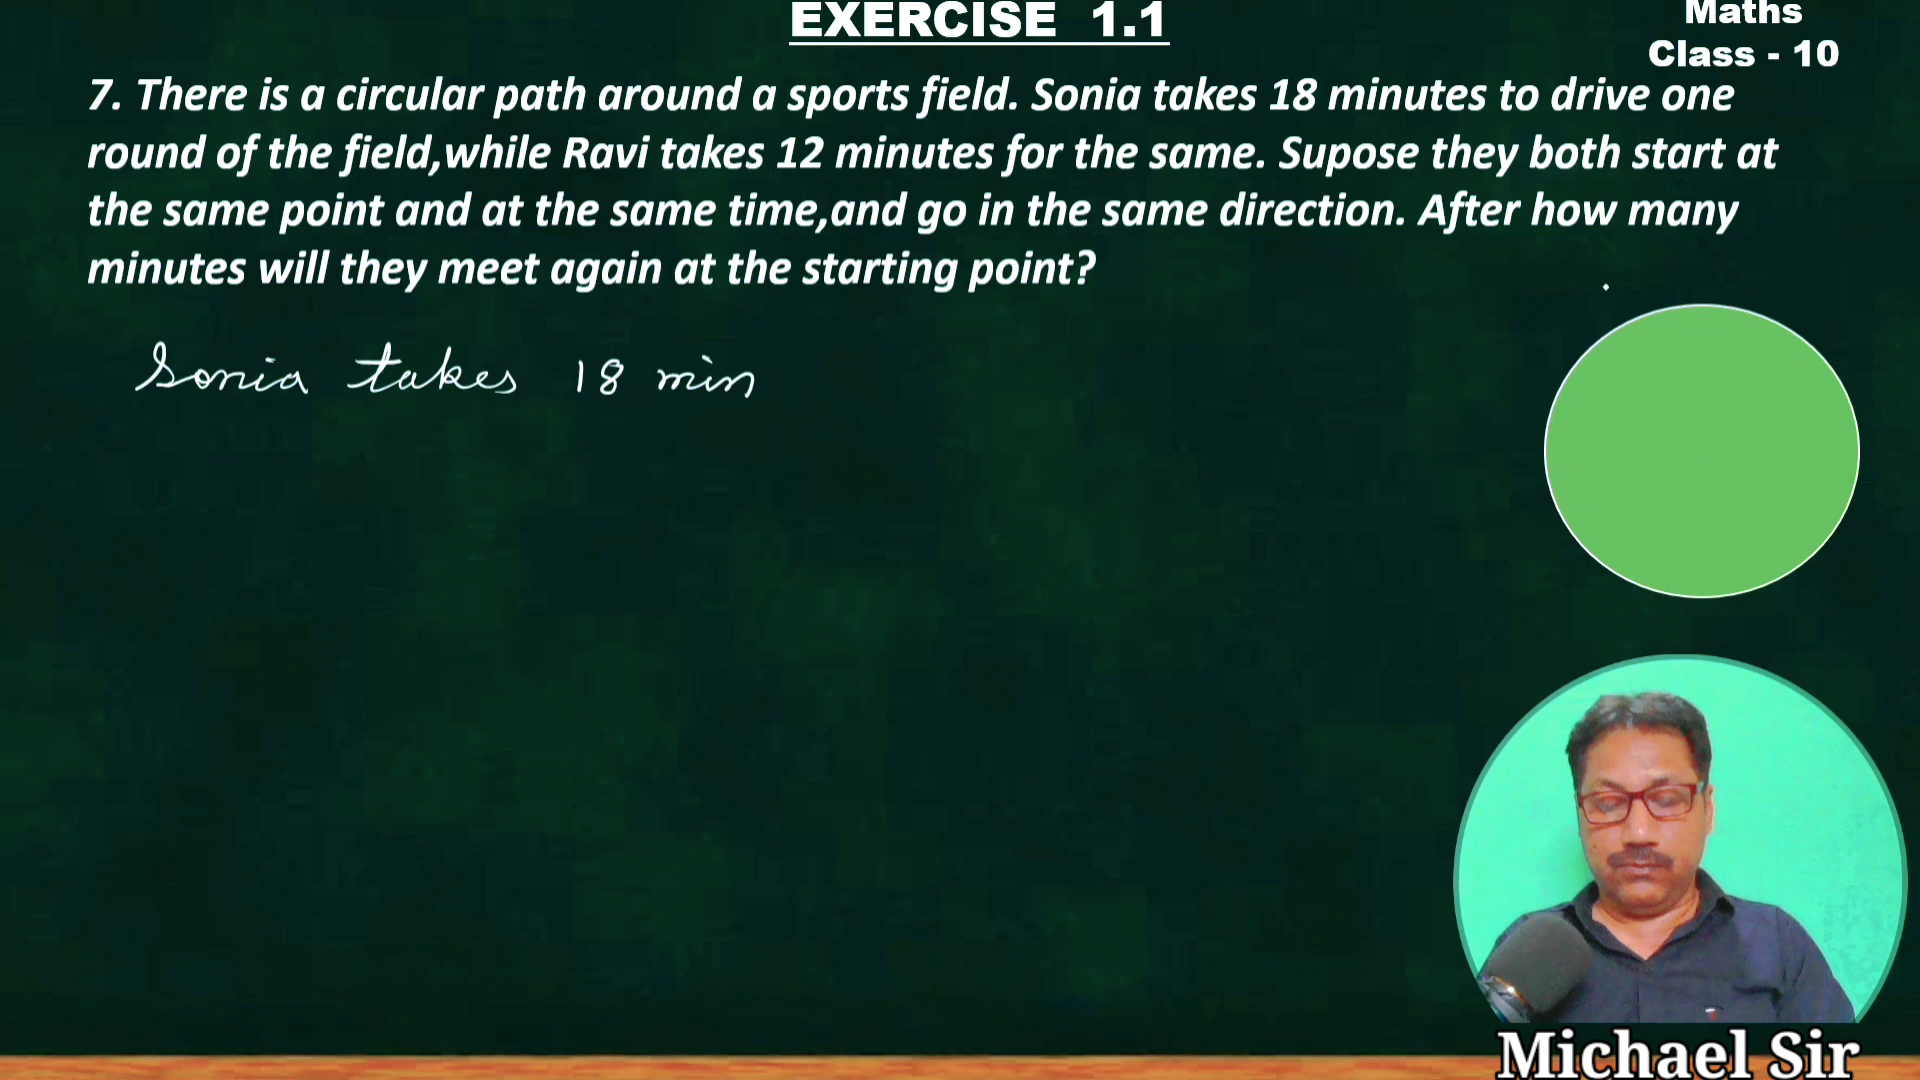 EXERCISE 1.1
Maths
Class - 10
7. There is a circular path around a sports field. Sonia takes 18 minutes to drive one
round of the field,while Ravi takes 12 minutes for the same. Supose they both start at
the same point and at the same time,and go in the same direction. After how many
minutes will they meet again at the starting point?
Sonia takes 18 min
Michael Sir